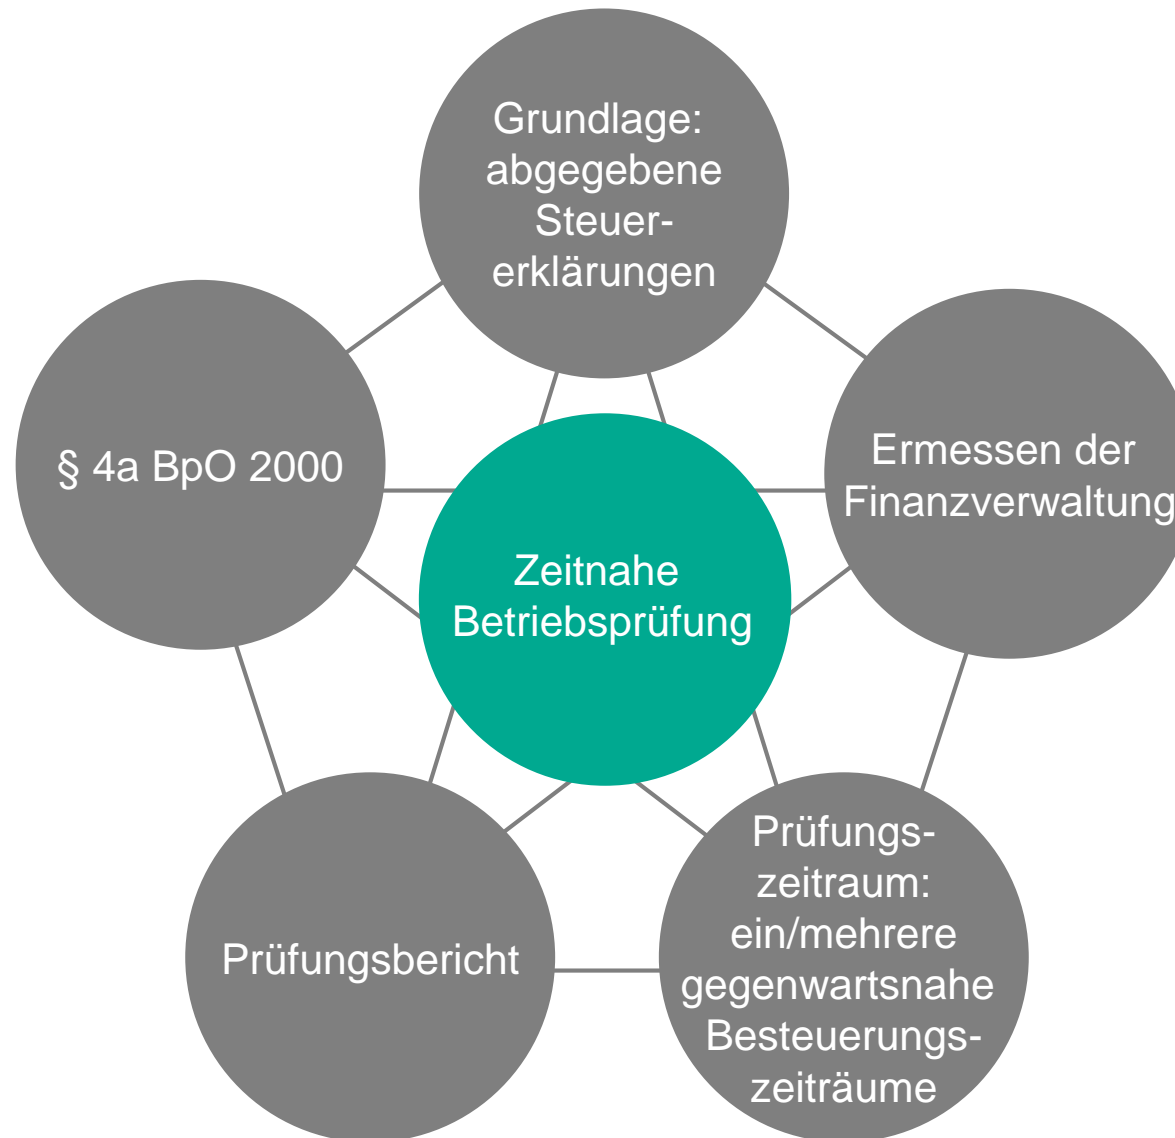 Grundlage:
abgegebene
Steuer-
erklärungen
§ 4a BpO 2000
Ermessen der
Finanzverwaltung
Zeitnahe
Betriebsprüfung
Prüfungsbericht
Prüfungs-
zeitraum:
ein/mehrere
gegenwartsnahe
Besteuerungs-
zeiträume